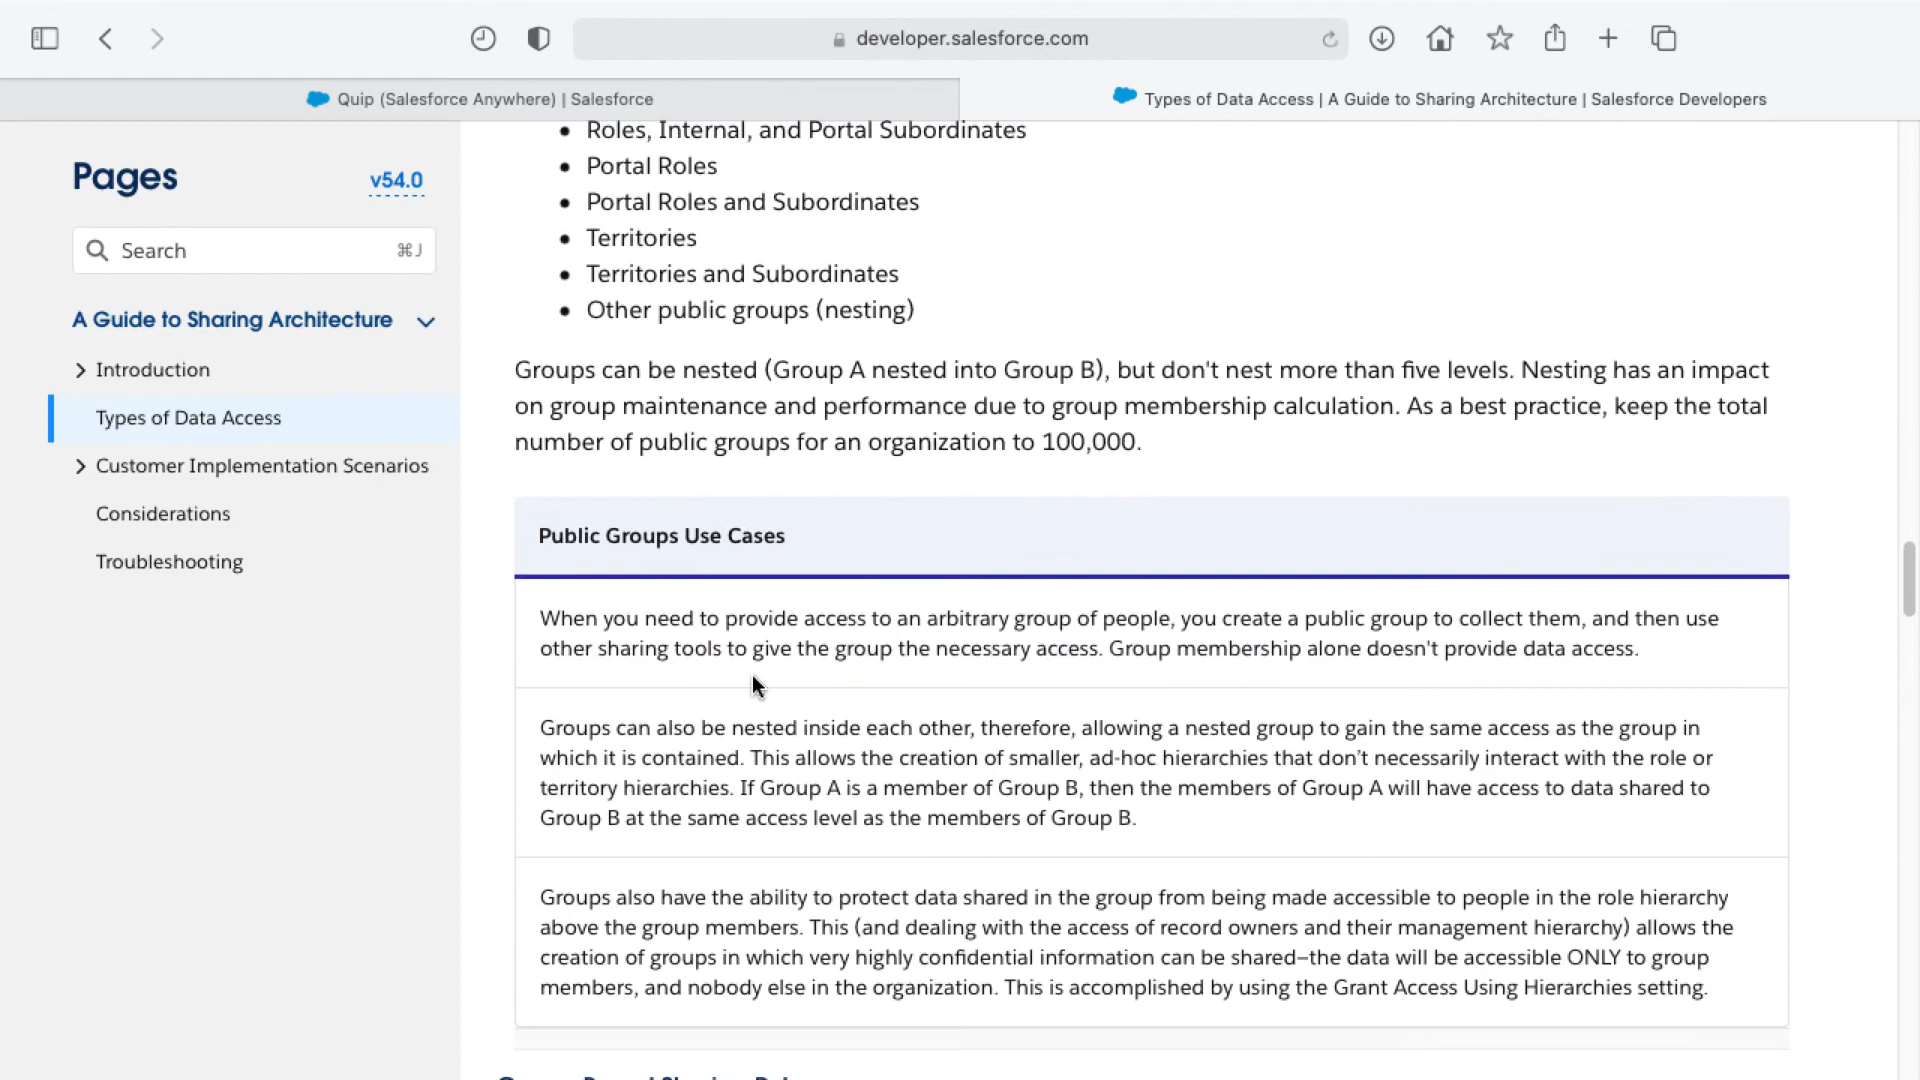 developer.salesforce.com
Quip (Salesforce Anywhere) | Salesforce
Types of Data Access | A Guide to Sharing Architecture | Salesforce Developers
Pages
v54.0
Search
⌘J
A Guide to Sharing Architecture
Introduction
Types of Data Access
Customer Implementation Scenarios
Considerations
Troubleshooting
• Roles, Internal, and Portal Subordinates
• Portal Roles
• Portal Roles and Subordinates
• Territories
• Territories and Subordinates
• Other public groups (nesting)
Groups can be nested (Group A nested into Group B), but don't nest more than five levels. Nesting has an impact
on group maintenance and performance due to group membership calculation. As a best practice, keep the total
number of public groups for an organization to 100,000.
Public Groups Use Cases
When you need to provide access to an arbitrary group of people, you create a public group to collect them, and then use
other sharing tools to give the group the necessary access. Group membership alone doesn't provide data access.
Groups can also be nested inside each other, therefore, allowing a nested group to gain the same access as the group in
which it is contained. This allows the creation of smaller, ad-hoc hierarchies that don’t necessarily interact with the role or
territory hierarchies. If Group A is a member of Group B, then the members of Group A will have access to data shared to
Group B at the same access level as the members of Group B.
Groups also have the ability to protect data shared in the group from being made accessible to people in the role hierarchy
above the group members. This (and dealing with the access of record owners and their management hierarchy) allows the
creation of groups in which very highly confidential information can be shared—the data will be accessible ONLY to group
members, and nobody else in the organization. This is accomplished by using the Grant Access Using Hierarchies setting.